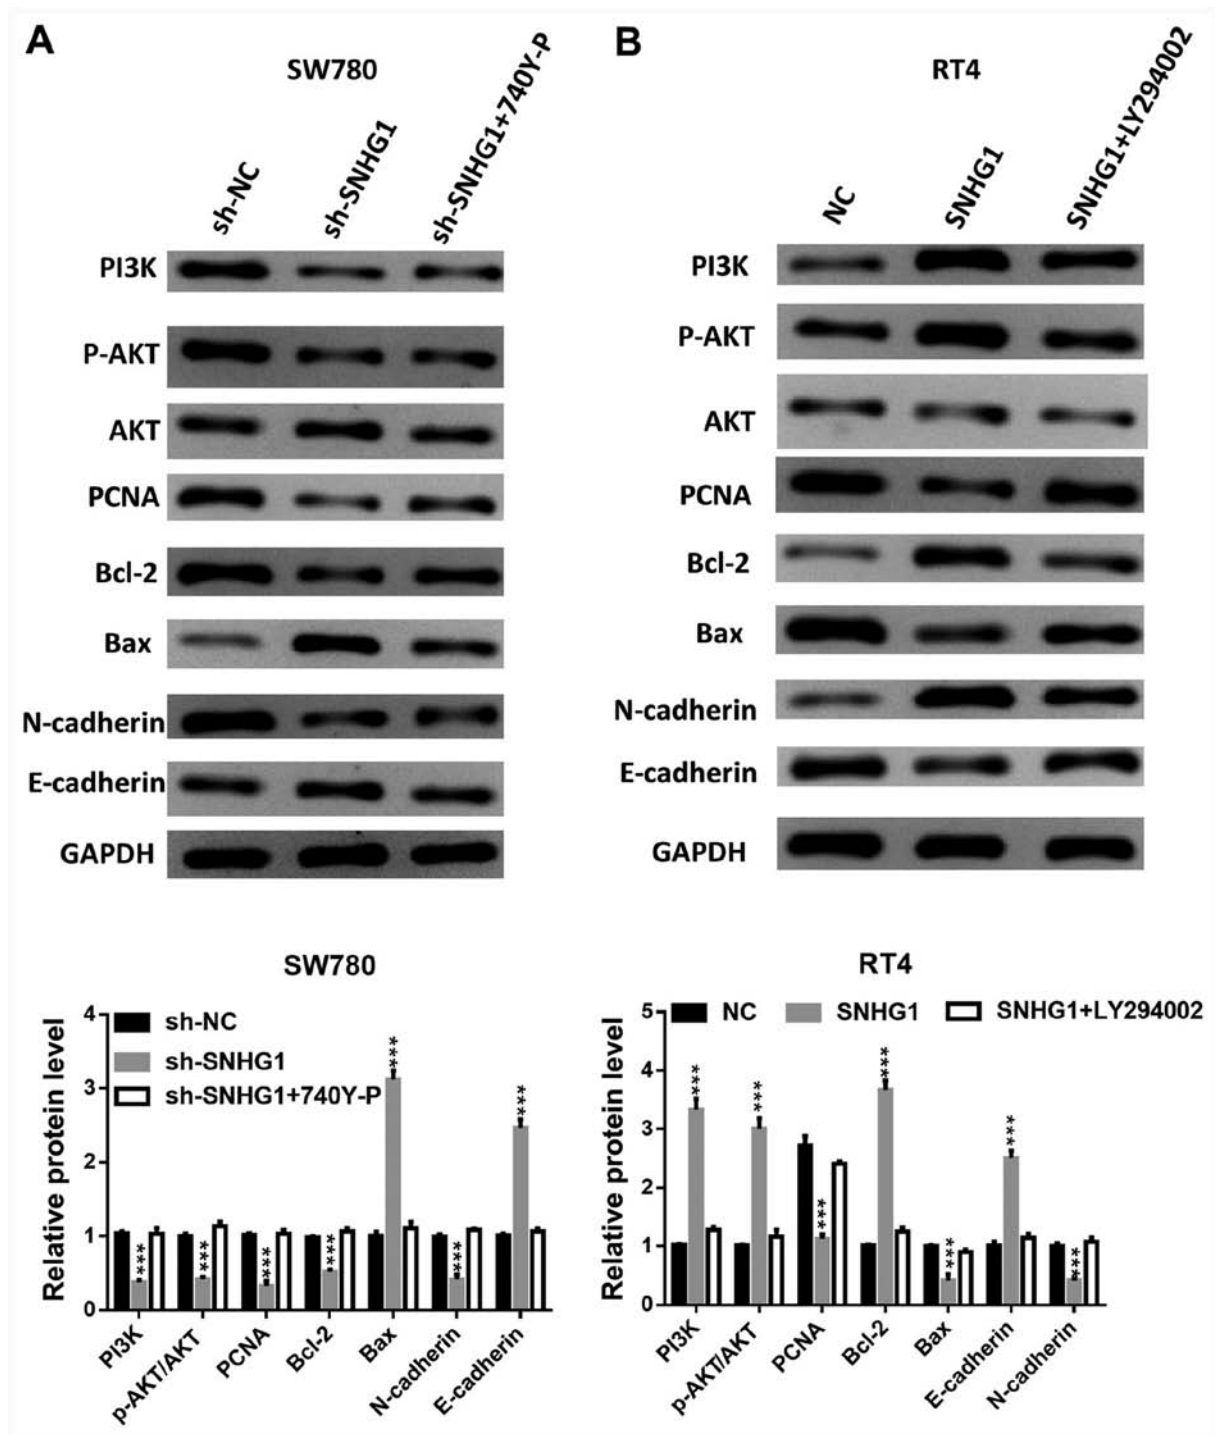 A
SW780
sh-NC
sh-SNHG1
sh-SNHG1+740Y-P
PI3K
P-AKT
AKT
PCNA
Bcl-2
Bax
N-cadherin
E-cadherin
GAPDH
B
RT4
NC
SNHG1
SNHG1+LY294002
PI3K
P-AKT
AKT
PCNA
Bcl-2
Bax
N-cadherin
E-cadherin
GAPDH
SW780
Relative protein level
4
3
2
1
0
sh-NC
sh-SNHG1
sh-SNHG1+740Y-P
***
***
***
***
***
***
***
PI3K
p-AKT/AKT
PCNA
Bcl-2
Bax
N-cadherin
E-cadherin
RT4
Relative protein level
5
4
3
2
1
0
NC
SNHG1
SNHG1+LY294002
***
***
***
***
***
***
***
PI3K
p-AKT/AKT
PCNA
Bcl-2
Bax
E-cadherin
N-cadherin